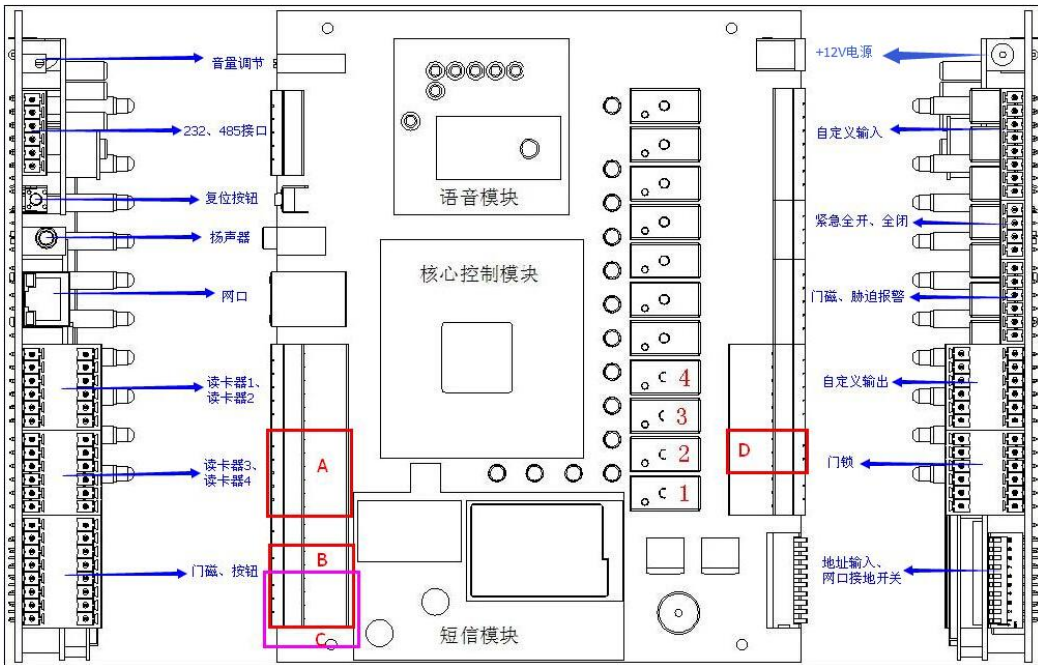 音量调节
232、485接口
复位按钮
扬声器
网口
读卡器1、
读卡器2
读卡器3、
读卡器4
门磁、按钮
语音模块
核心控制模块
短信模块
A
B
C
D
4
3
2
1
+12V电源
自定义输入
紧急全开、全闭
门磁、胁迫报警
自定义输出
门锁
地址输入、
网口接地开关